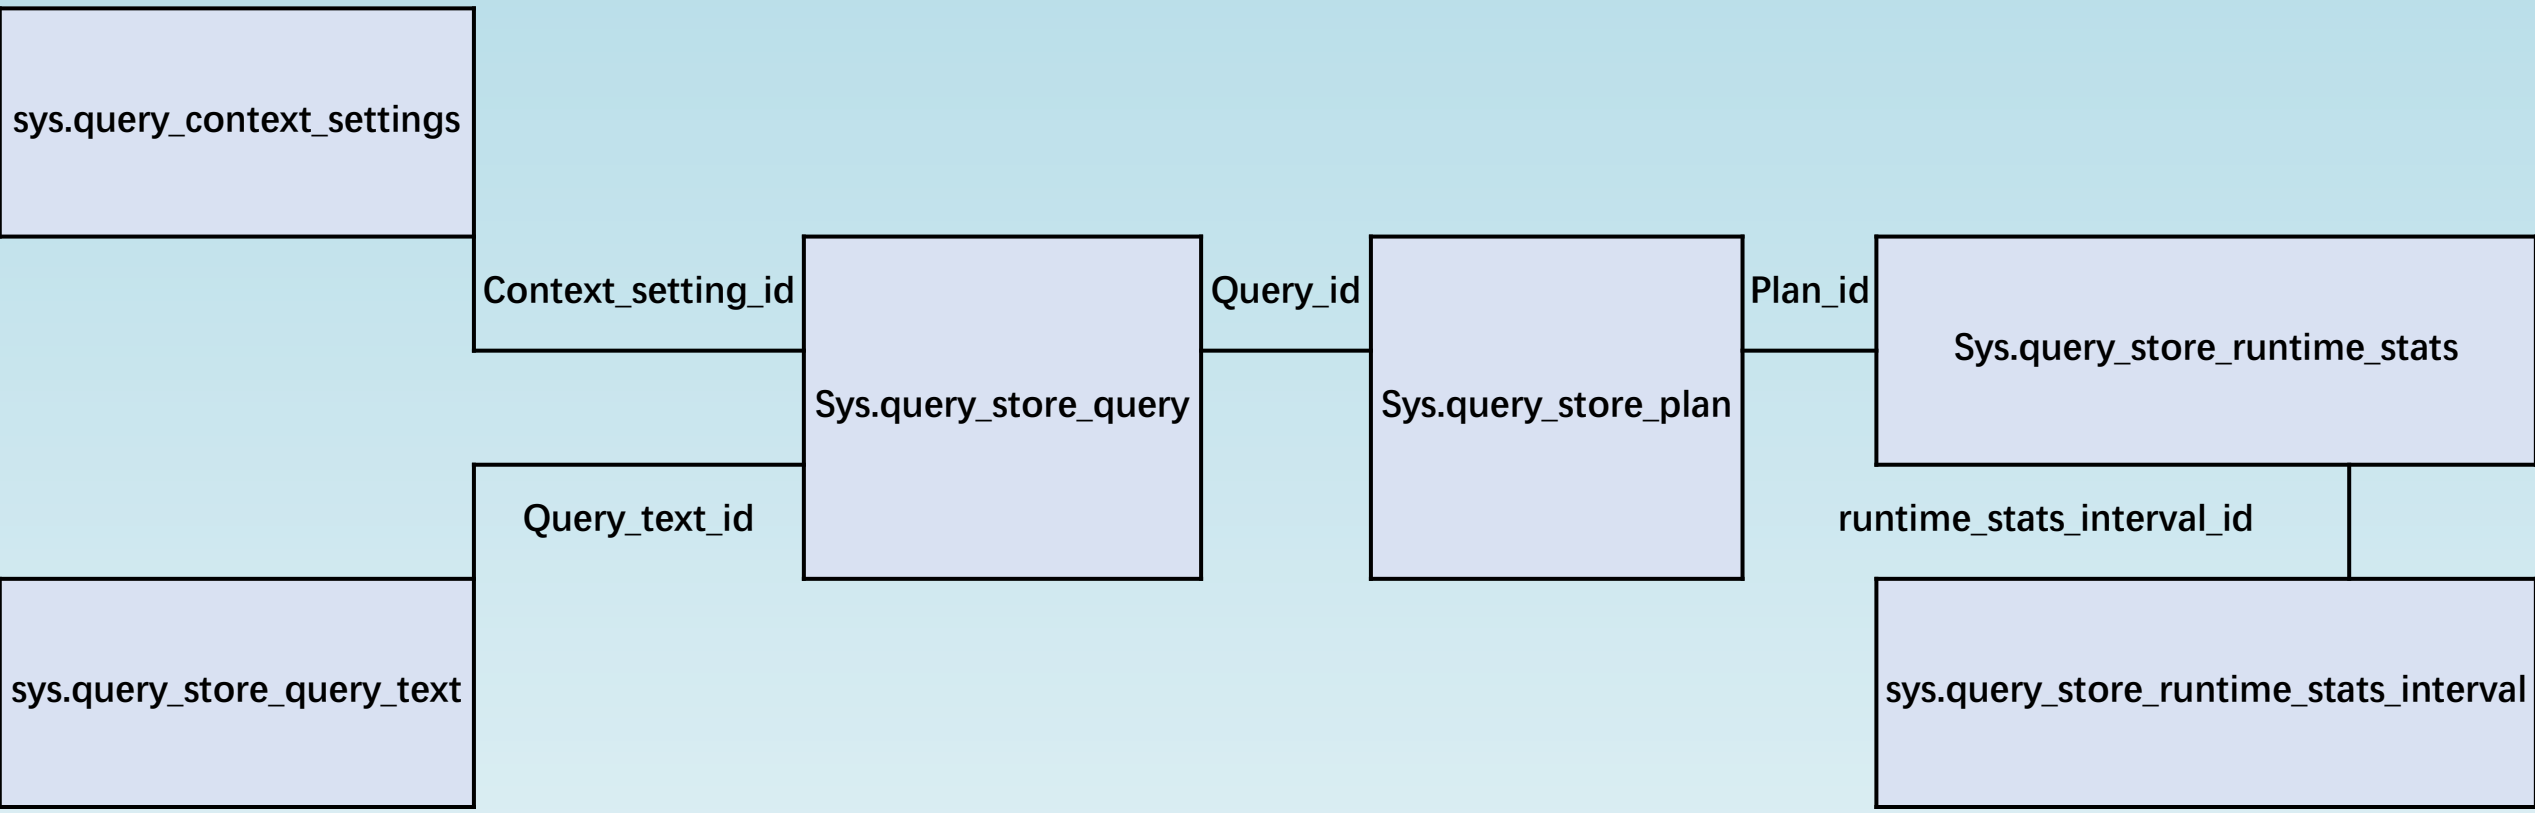 sys.query_context_settings
Context_setting_id
Query_id
Plan_id
Sys.query_store_runtime_stats
Sys.query_store_query
Sys.query_store_plan
Query_text_id
runtime_stats_interval_id
sys.query_store_query_text
sys.query_store_runtime_stats_interval